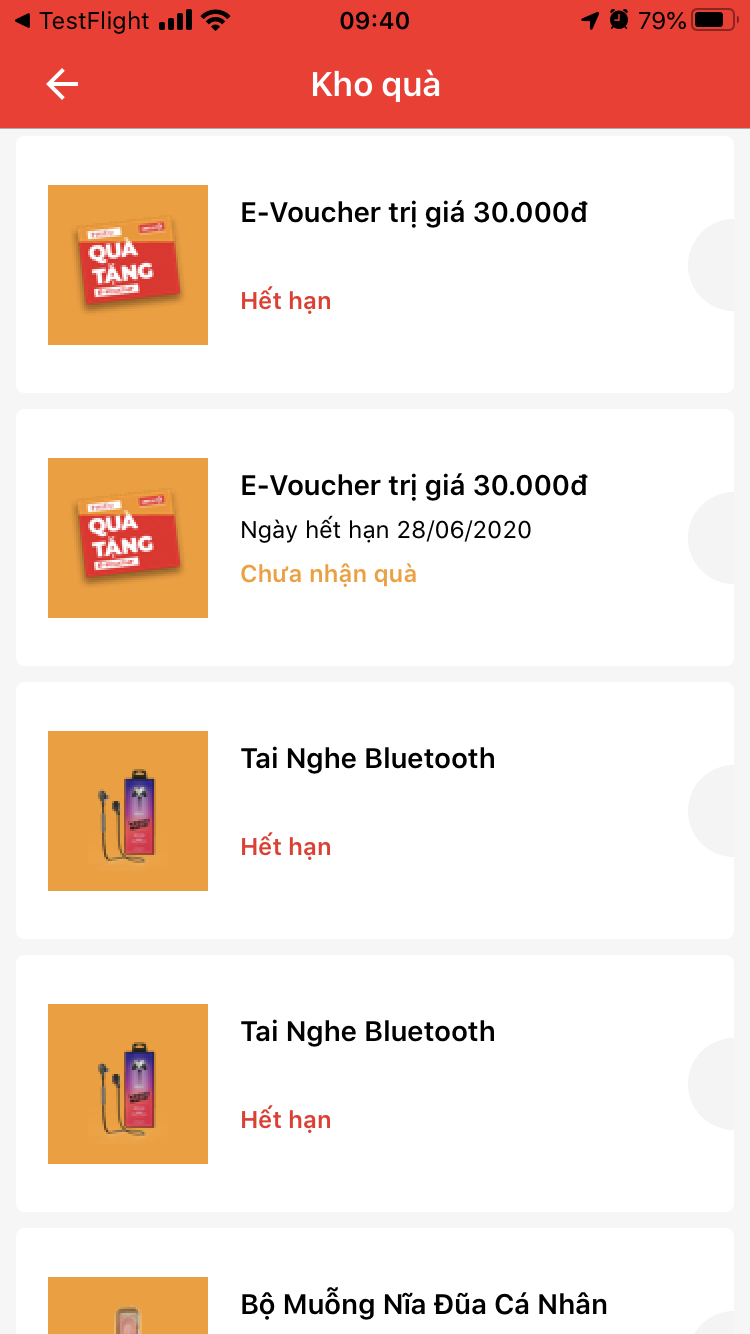 TestFlight
09:40
79%
Kho quà
E-Voucher trị giá 30.000đ
QUÀ
TẶNG
E-Voucher
Hết hạn
E-Voucher trị giá 30.000đ
Ngày hết hạn 28/06/2020
QUÀ
TẶNG
E-Voucher
Chưa nhận quà
Tai Nghe Bluetooth
Hết hạn
Tai Nghe Bluetooth
Hết hạn
Bộ Muỗng Nĩa Đũa Cá Nhân